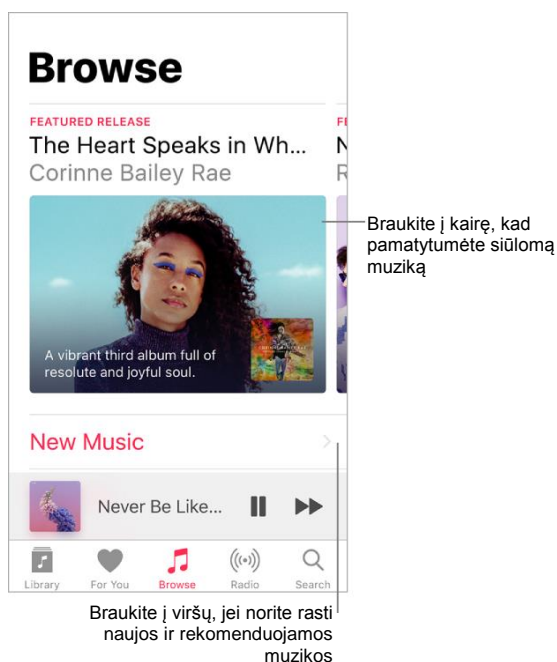 Browse
FEATURED RELEASE
The Heart Speaks in Wh...
Corinne Bailey Rae
A vibrant third album full of
resolute and joyful soul.
Braukite į kairę, kad
pamatytumėte siūlomą
muziką
New Music
Never Be Like...
Library
For You
Browse
Radio
Search
Braukite į viršų, jei norite rasti
naujos ir rekomenduojamos
muzikos